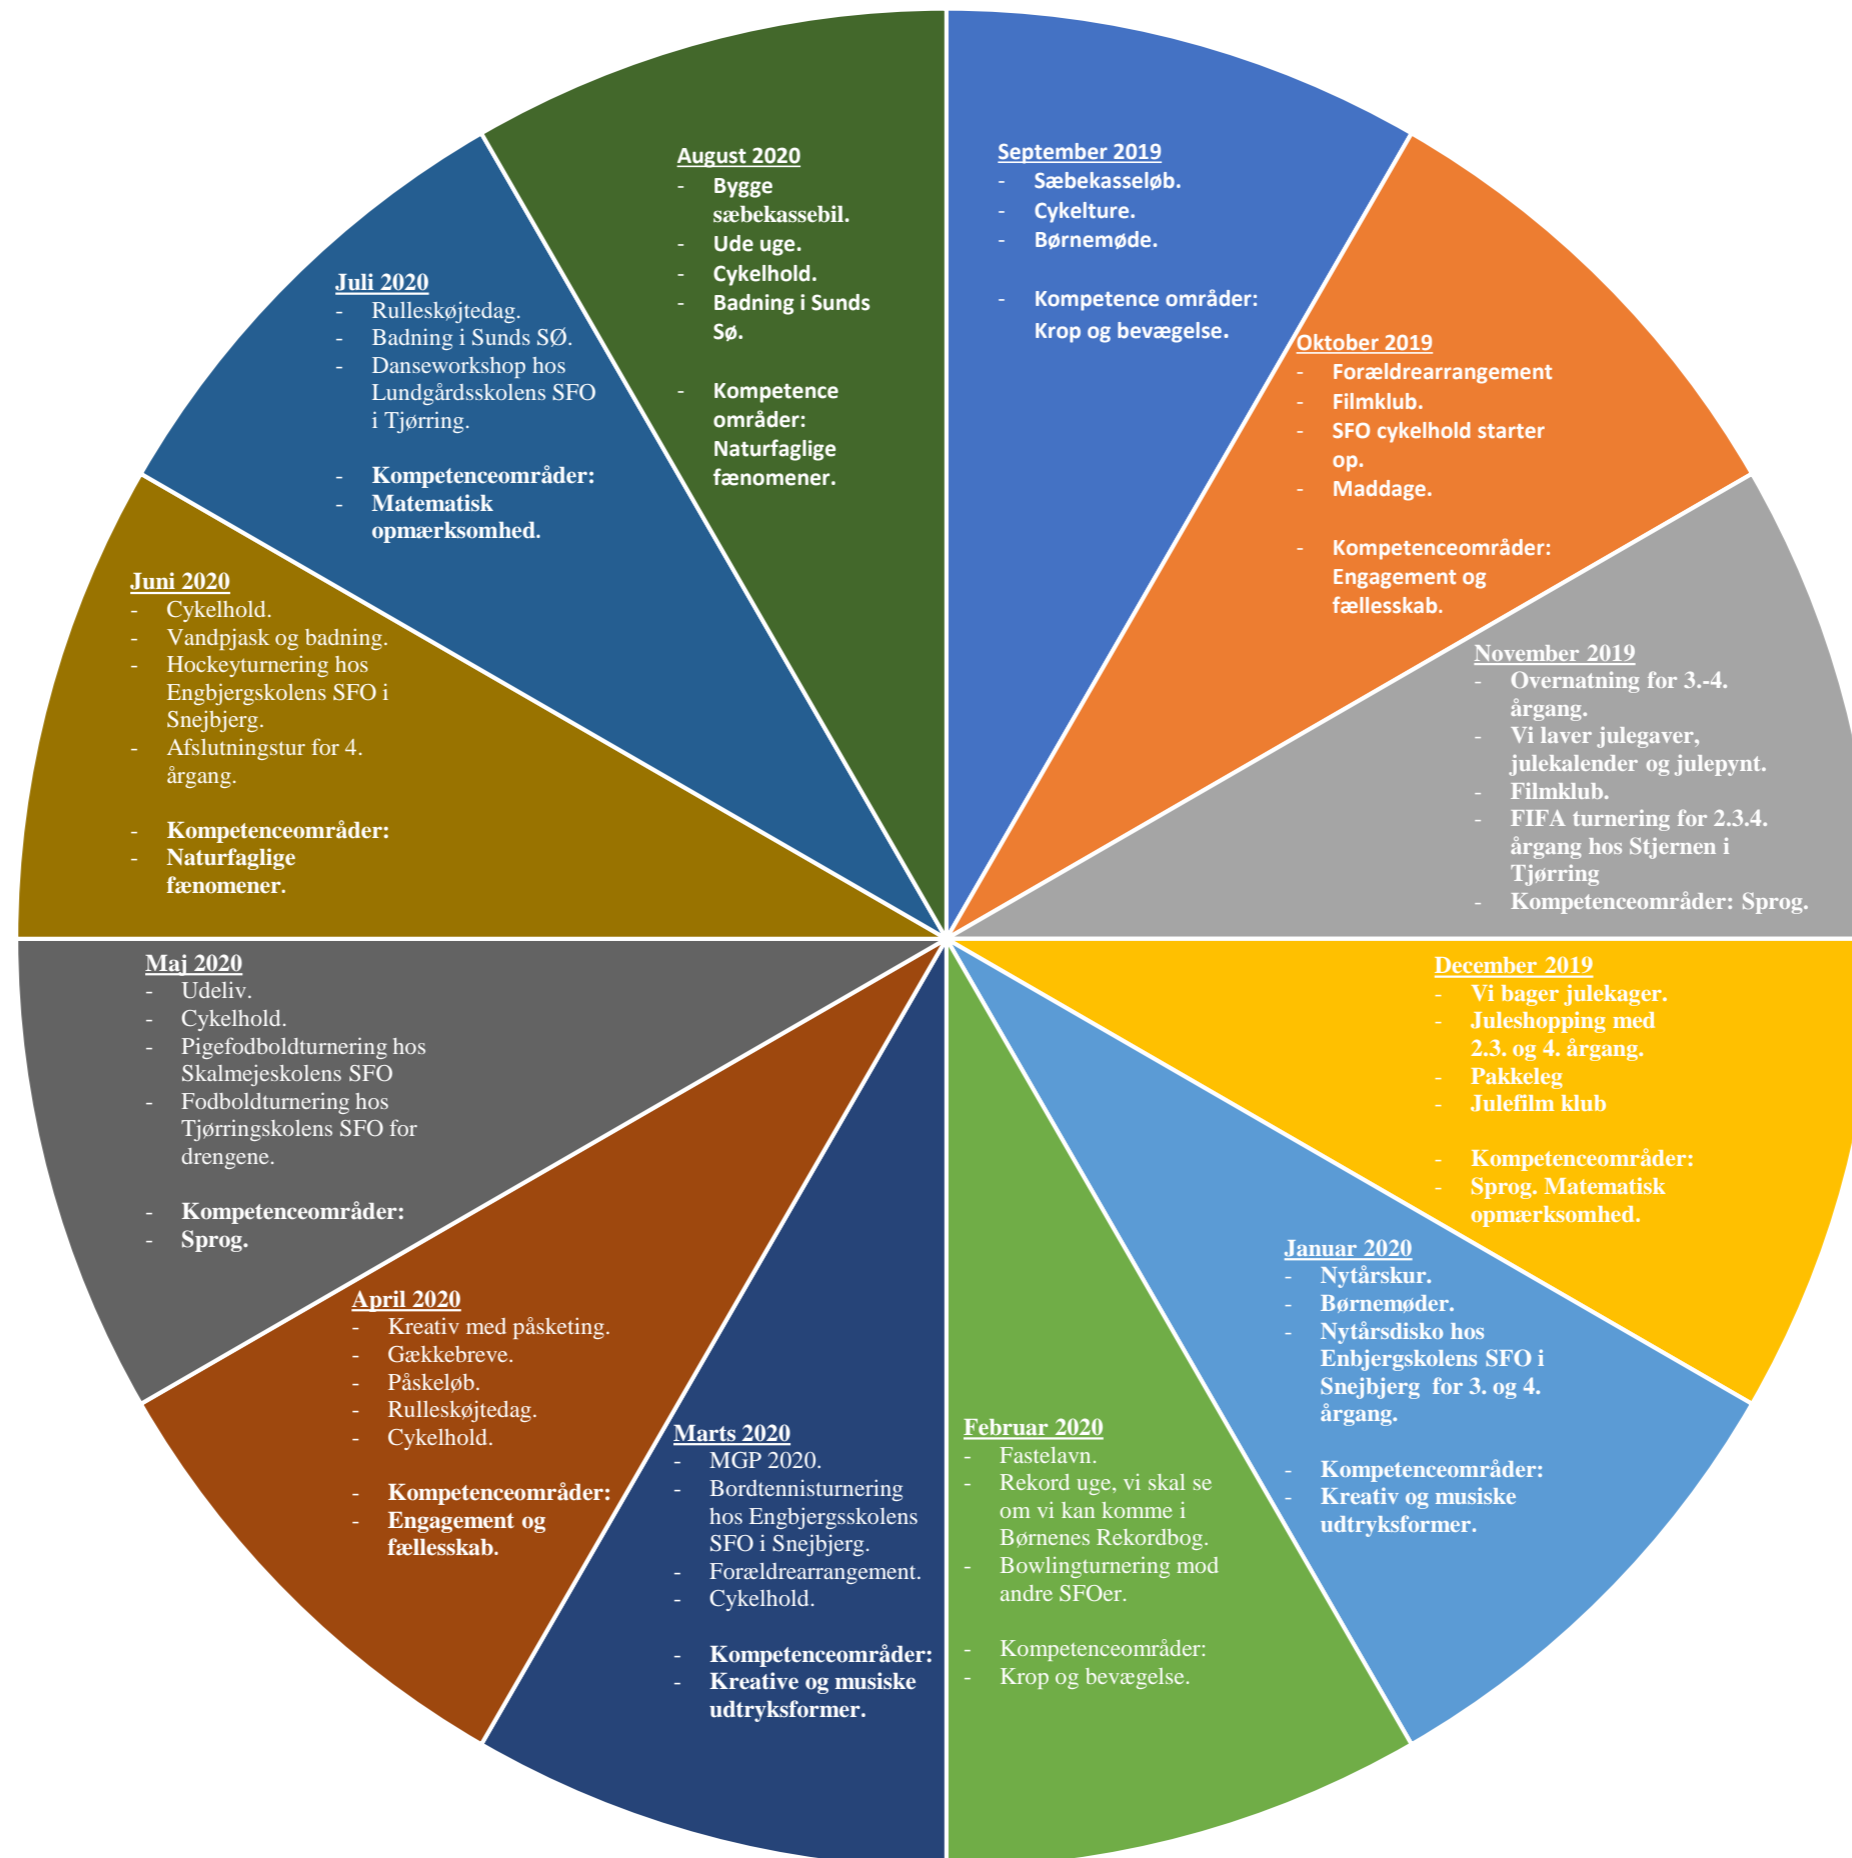 September 2019
- Sæbekasseløb.
- Cykelture.
- Børnemøde.
- Kompetence områder:
Krop og bevægelse.
Oktober 2019
- Forældrearrangement
- Filmklub.
- SFO cykelhold starter
op.
- Maddage.
- Kompetenceområder:
Engagement og
fællesskab.
November 2019
- Overnatning for 3.-4.
årgang.
- Vi laver julegaver,
julekalender og julepynt.
- Filmklub.
- FIFA turnering for 2.3.4.
årgang hos Stjernen i
Tjørring
- Kompetenceområder: Sprog.
December 2019
- Vi bager julekager.
- Juleshopping med
2.3. og 4. årgang.
- Pakkeleg
- Julefilm klub
- Kompetenceområder:
- Sprog. Matematisk
opmærksomhed.
Januar 2020
- Nytårskur.
- Børnemøder.
- Nytårsdisko hos
Enbjergskolens SFO i
Snejbjerg for 3. og 4.
årgang.
- Kompetenceområder:
- Kreativ og musiske
udtryksformer.
Februar 2020
- Fastelavn.
- Rekord uge, vi skal se
om vi kan komme i
Børnenes Rekordbog.
- Bowlingturnering mod
andre SFOer.
- Kompetenceområder:
- Krop og bevægelse.
Marts 2020
- MGP 2020.
- Bordtennisturnering
hos Engbjergsskolens
SFO i Snejbjerg.
- Forældrearrangement.
- Cykelhold.
- Kompetenceområder:
- Kreative og musiske
udtryksformer.
April 2020
- Kreativ med påsketing.
- Gækkebreve.
- Påskeløb.
- Rulleskøjtedag.
- Cykelhold.
- Kompetenceområder:
- Engagement og
fællesskab.
Maj 2020
- Udeliv.
- Cykelhold.
- Pigefodboldturnering hos
Skalmejeskolens SFO
- Fodboldturnering hos
Tjørringskolens SFO for
drengene.
- Kompetenceområder:
- Sprog.
Juni 2020
- Cykelhold.
- Vandpjask og badning.
- Hockeyturnering hos
Engbjergskolens SFO i
Snejbjerg.
- Afslutningstur for 4.
årgang.
- Kompetenceområder:
- Naturfaglige
fænomener.
Juli 2020
- Rulleskøjtedag.
- Badning i Sunds SØ.
- Danseworkshop hos
Lundgårdsskolens SFO
i Tjørring.
- Kompetenceområder:
- Matematisk
opmærksomhed.
August 2020
- Bygge
sæbekassebil.
- Ude uge.
- Cykelhold.
- Badning i Sunds
Sø.
- Kompetence
områder:
Naturfaglige
fænomener.